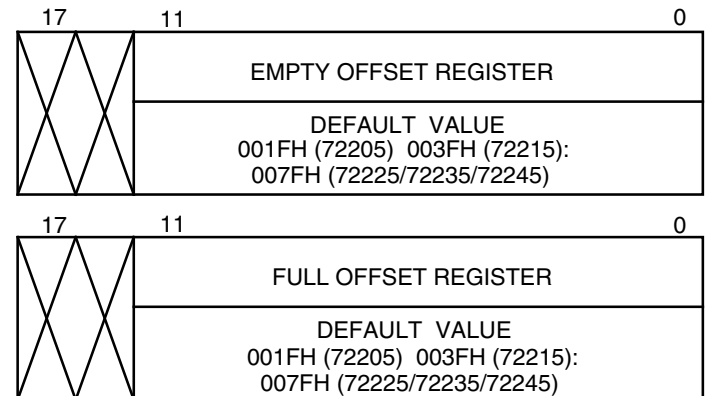 17 11 0
EMPTY OFFSET REGISTER
DEFAULT VALUE
001FH (72205) 003FH (72215):
007FH (72225/72235/72245)
17 11 0
FULL OFFSET REGISTER
DEFAULT VALUE
001FH (72205) 003FH (72215):
007FH (72225/72235/72245)